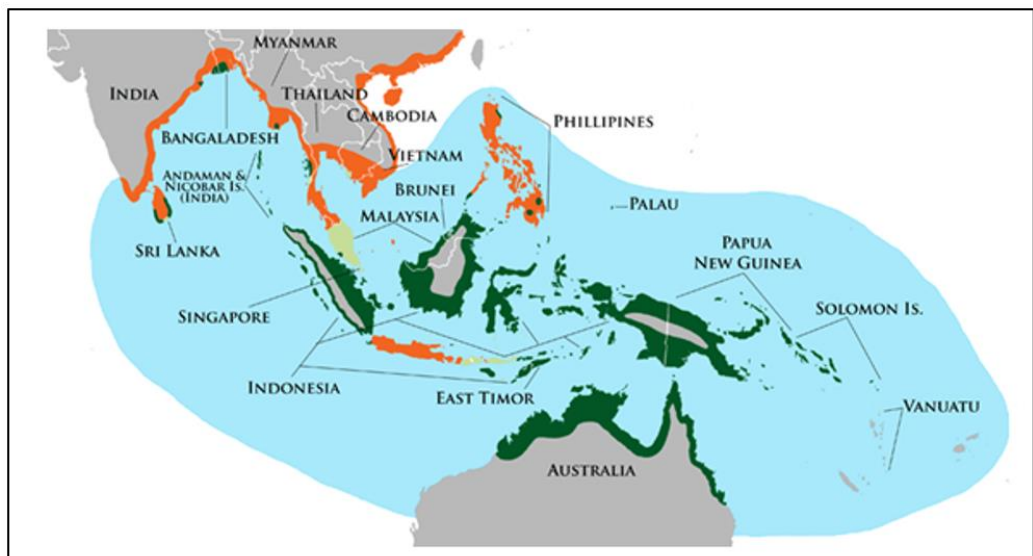 MYANMAR
INDIA
THAILAND
CAMBODIA
BANGALADESH
PHILLIPINES
VIETNAM
ANDAMAN &
NICOBAR IS.
(INDIA)
BRUNEI
MALAYSIA
PALAU
SRI LANKA
PAPUA
NEW GUINEA
SINGAPORE
SOLOMON IS.
INDONESIA
EAST TIMOR
VANUATU
AUSTRALIA